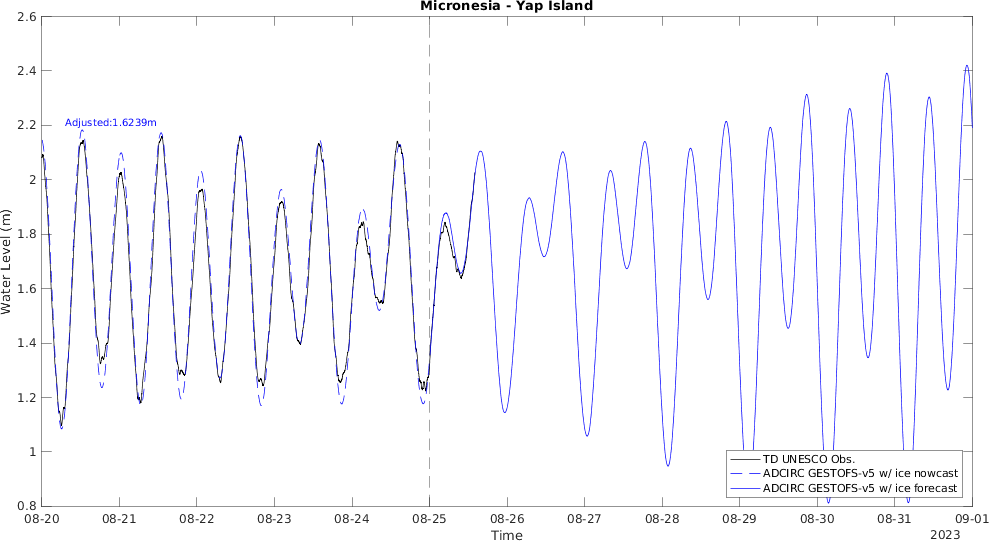 Micronesia - Yap Island
2.6
2.4
2.2
2
1.8
1.6
1.4
1.2
1
0.8
Water Level (m)
Adjusted:1.6239m
TD UNESCO Obs.
ADCIRC GESTOFS-v5 w/ ice nowcast
ADCIRC GESTOFS-v5 w/ ice forecast
08-20 08-21 08-22 08-23 08-24 08-25 08-26 08-27 08-28 08-29 08-30 08-31 09-01
Time
2023